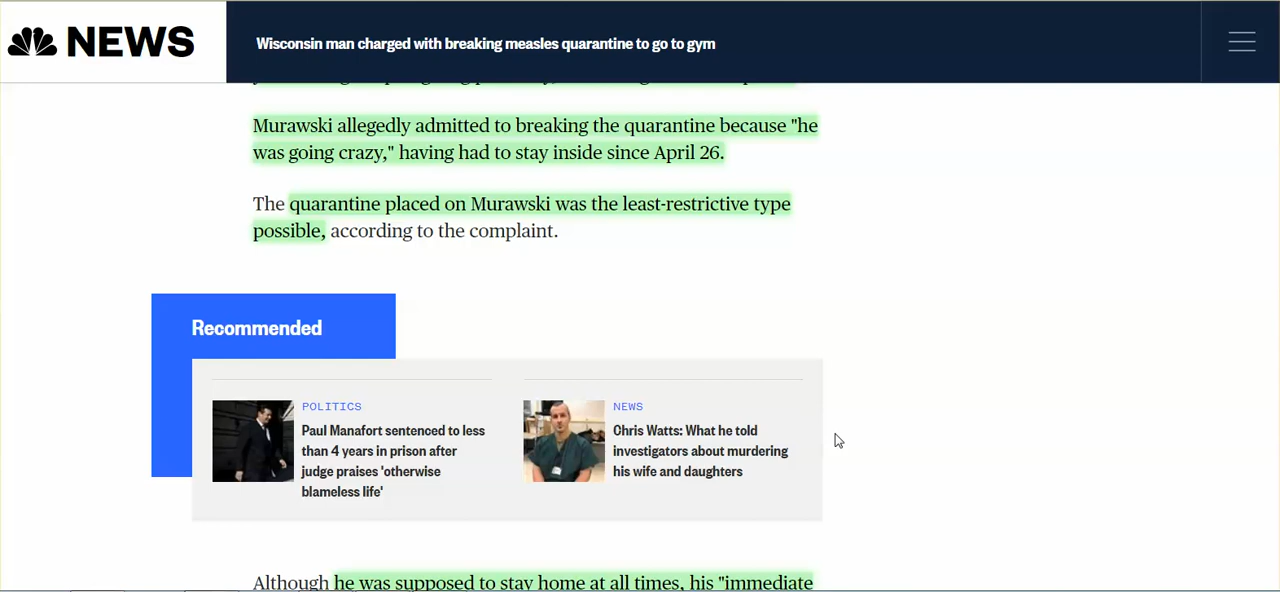 NEWS
Wisconsin man charged with breaking measles quarantine to go to gym
Murawski allegedly admitted to breaking the quarantine because "he
was going crazy," having had to stay inside since April 26.
The quarantine placed on Murawski was the least-restrictive type
possible, according to the complaint.
Recommended
POLITICS
Paul Manafort sentenced to less
than 4 years in prison after
judge praises 'otherwise
blameless life'
NEWS
Chris Watts: What he told
investigators about murdering
his wife and daughters
Although he was supposed to stay home at all times, his "immediate